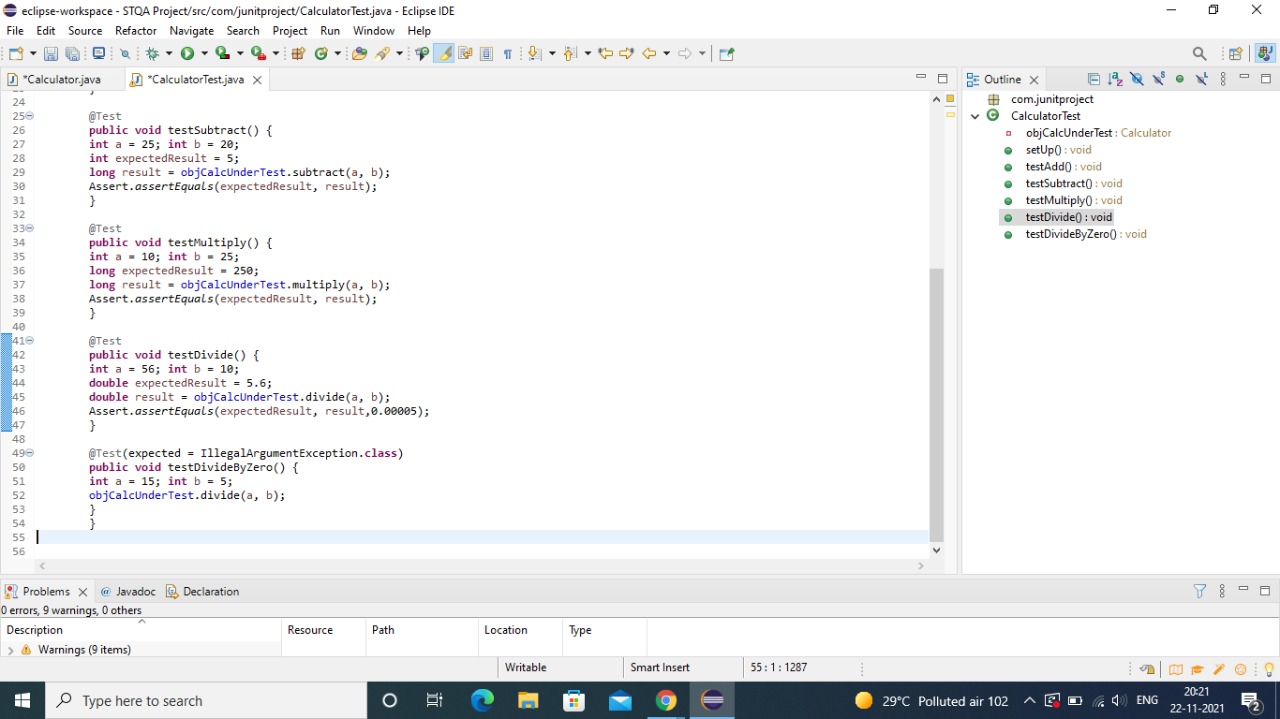 eclipse-workspace - STQA Project/src/com/junitproject/CalculatorTest.java - Eclipse IDE
File Edit Source Refactor Navigate Search Project Run Window Help
*Calculator.java *CalculatorTest.java
24
25 @Test
26 public void testSubtract() {
27 int a = 25; int b = 20;
28 int expectedResult = 5;
29 long result = objCalcUnderTest.subtract(a, b);
30 Assert.assertEquals(expectedResult, result);
31 }
32
33 @Test
34 public void testMultiply() {
35 int a = 10; int b = 25;
36 long expectedResult = 250;
37 long result = objCalcUnderTest.multiply(a, b);
38 Assert.assertEquals(expectedResult, result);
39 }
40
41 @Test
42 public void testDivide() {
43 int a = 56; int b = 10;
44 double expectedResult = 5.6;
45 double result = objCalcUnderTest.divide(a, b);
46 Assert.assertEquals(expectedResult, result,0.00005);
47 }
48
49 @Test(expected = IllegalArgumentException.class)
50 public void testDivideByZero() {
51 int a = 15; int b = 5;
52 objCalcUnderTest.divide(a, b);
53 }
54 }
55
56
Outline
com.junitproject
CalculatorTest
objCalcUnderTest : Calculator
setUp() : void
testAdd() : void
testSubtract() : void
testMultiply() : void
testDivide() : void
testDivideByZero() : void
Problems Javadoc Declaration
0 errors, 9 warnings, 0 others
Description Resource Path Location Type
Warnings (9 items)
Writable Smart Insert 55 : 1 : 1287
Type here to search
29°C Polluted air 102 ENG
20:21
22-11-2021
2